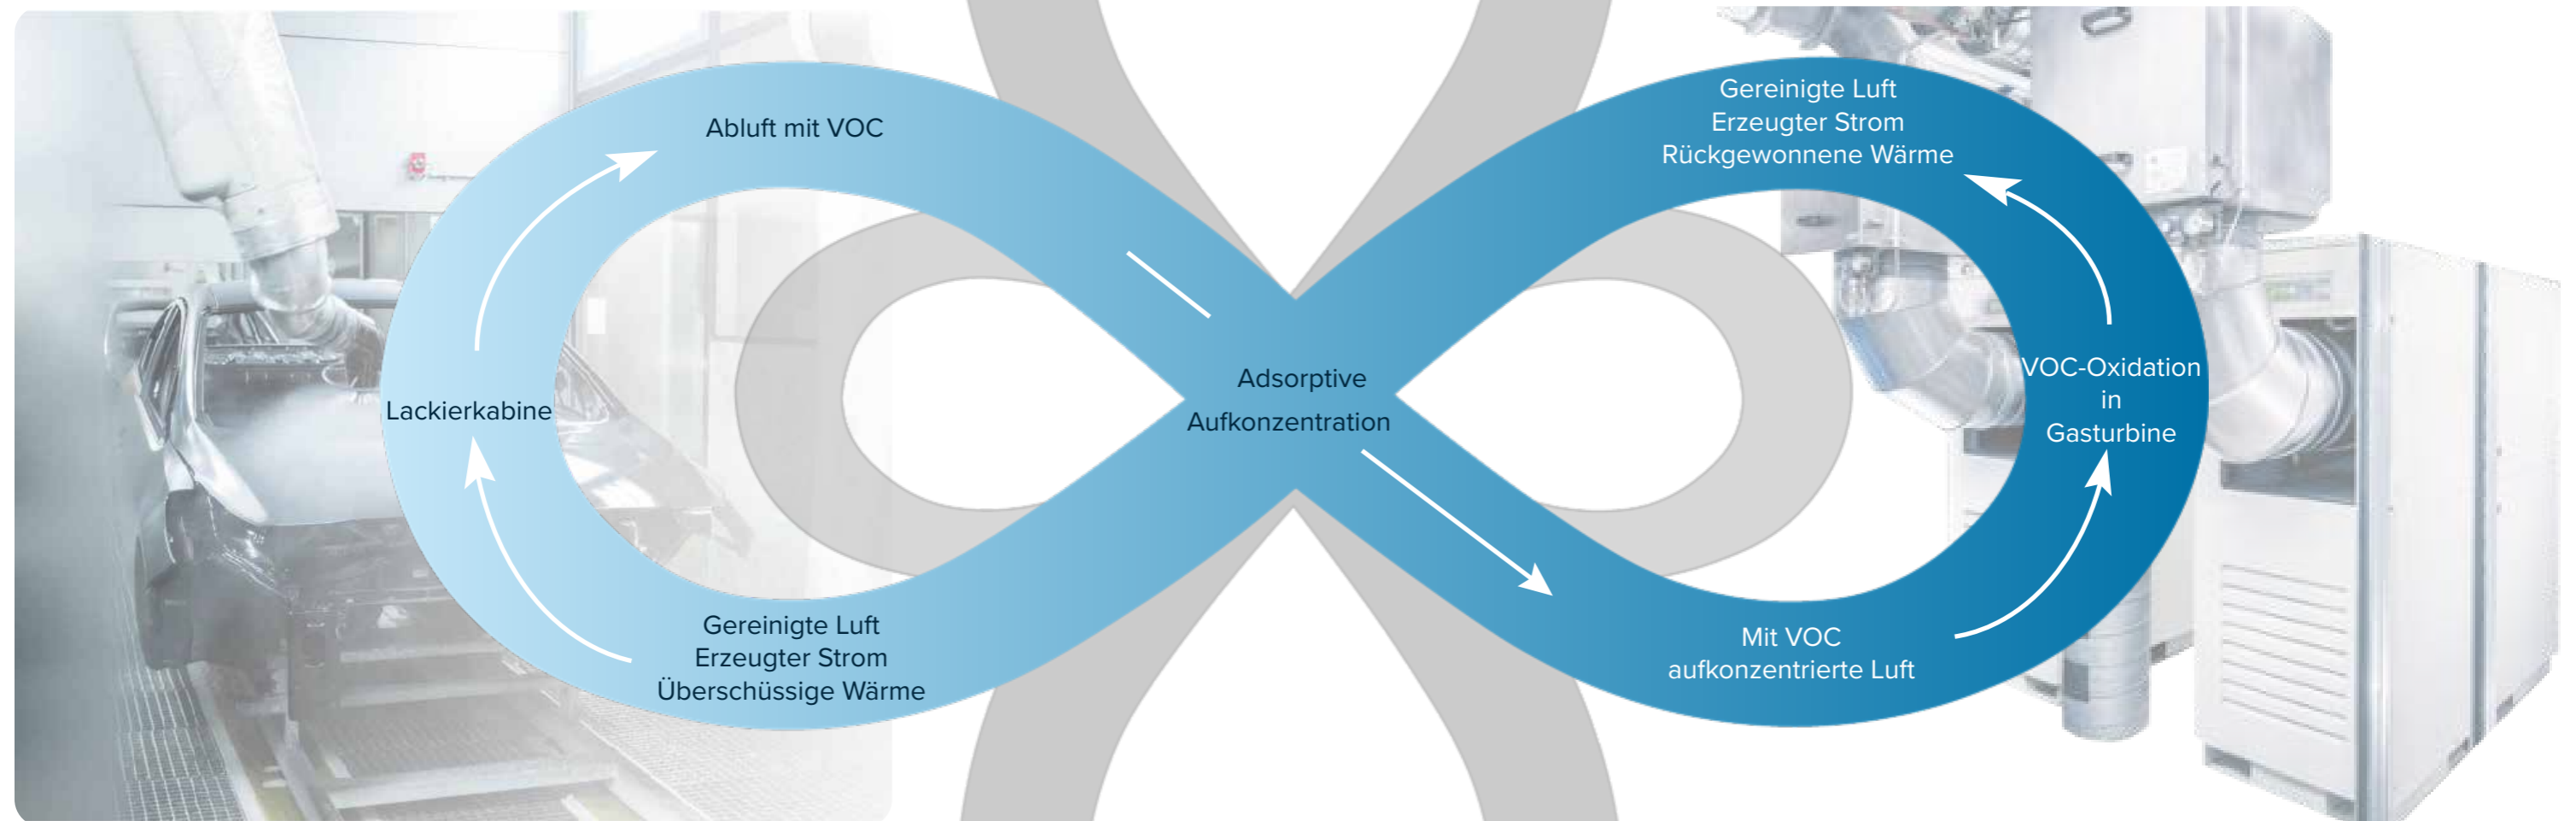 Abluft mit VOC
Lackierkabine
Gereinigte Luft
Erzeugter Strom
Überschüssige Wärme
Adsorptive
Aufkonzentration
Gereinigte Luft
Erzeugter Strom
Rückgewonnene Wärme
VOC-Oxidation
in
Gasturbine
Mit VOC
aufkonzentrierte Luft